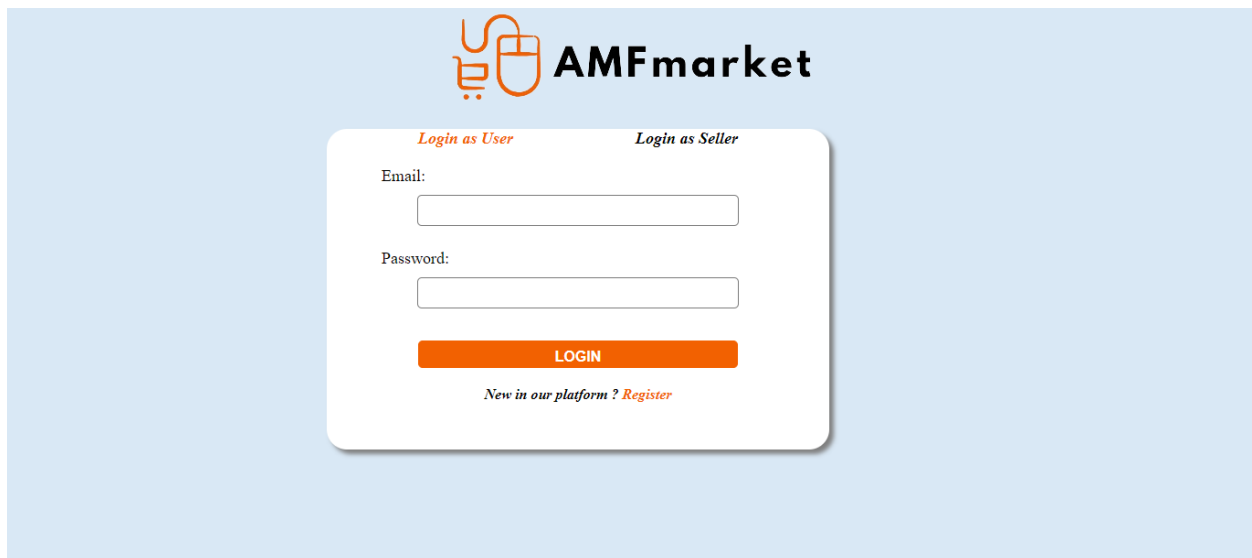 AMFmarket
Login as User Login as Seller
Email:
Password:
LOGIN
New in our platform ? Register